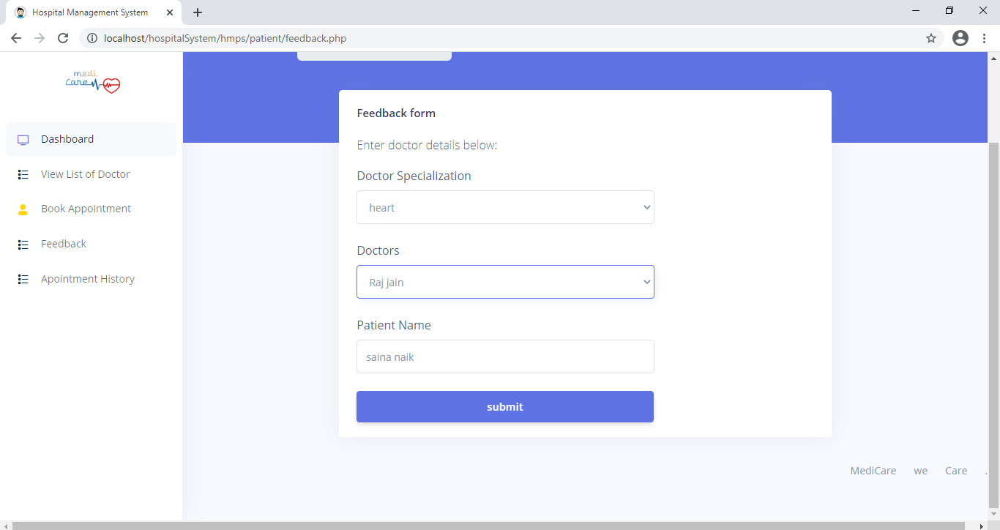 Hospital Management System
localhost/hospitalSystem/hmps/patient/feedback.php
medi
care
Dashboard
View List of Doctor
Book Appointment
Feedback
Apointment History
Feedback form
Enter doctor details below:
Doctor Specialization
heart
Doctors
Raj jain
Patient Name
saina naik
submit
MediCare we Care .